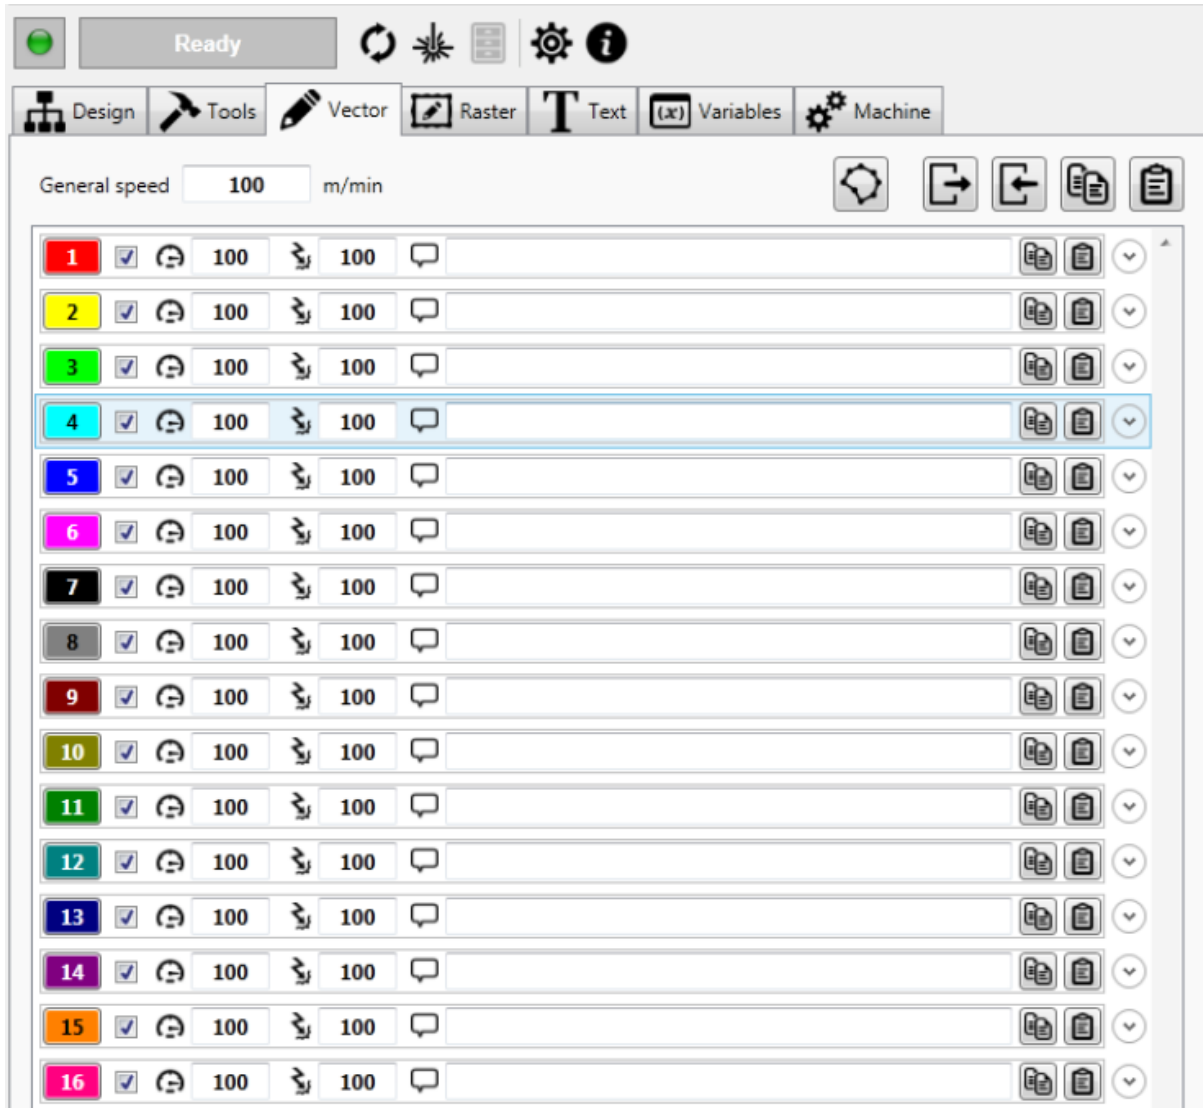 Ready
Design Tools Vector Raster T Text (x) Variables Machine
General speed 100 m/min
1 100 100
2 100 100
3 100 100
4 100 100
5 100 100
6 100 100
7 100 100
8 100 100
9 100 100
10 100 100
11 100 100
12 100 100
13 100 100
14 100 100
15 100 100
16 100 100